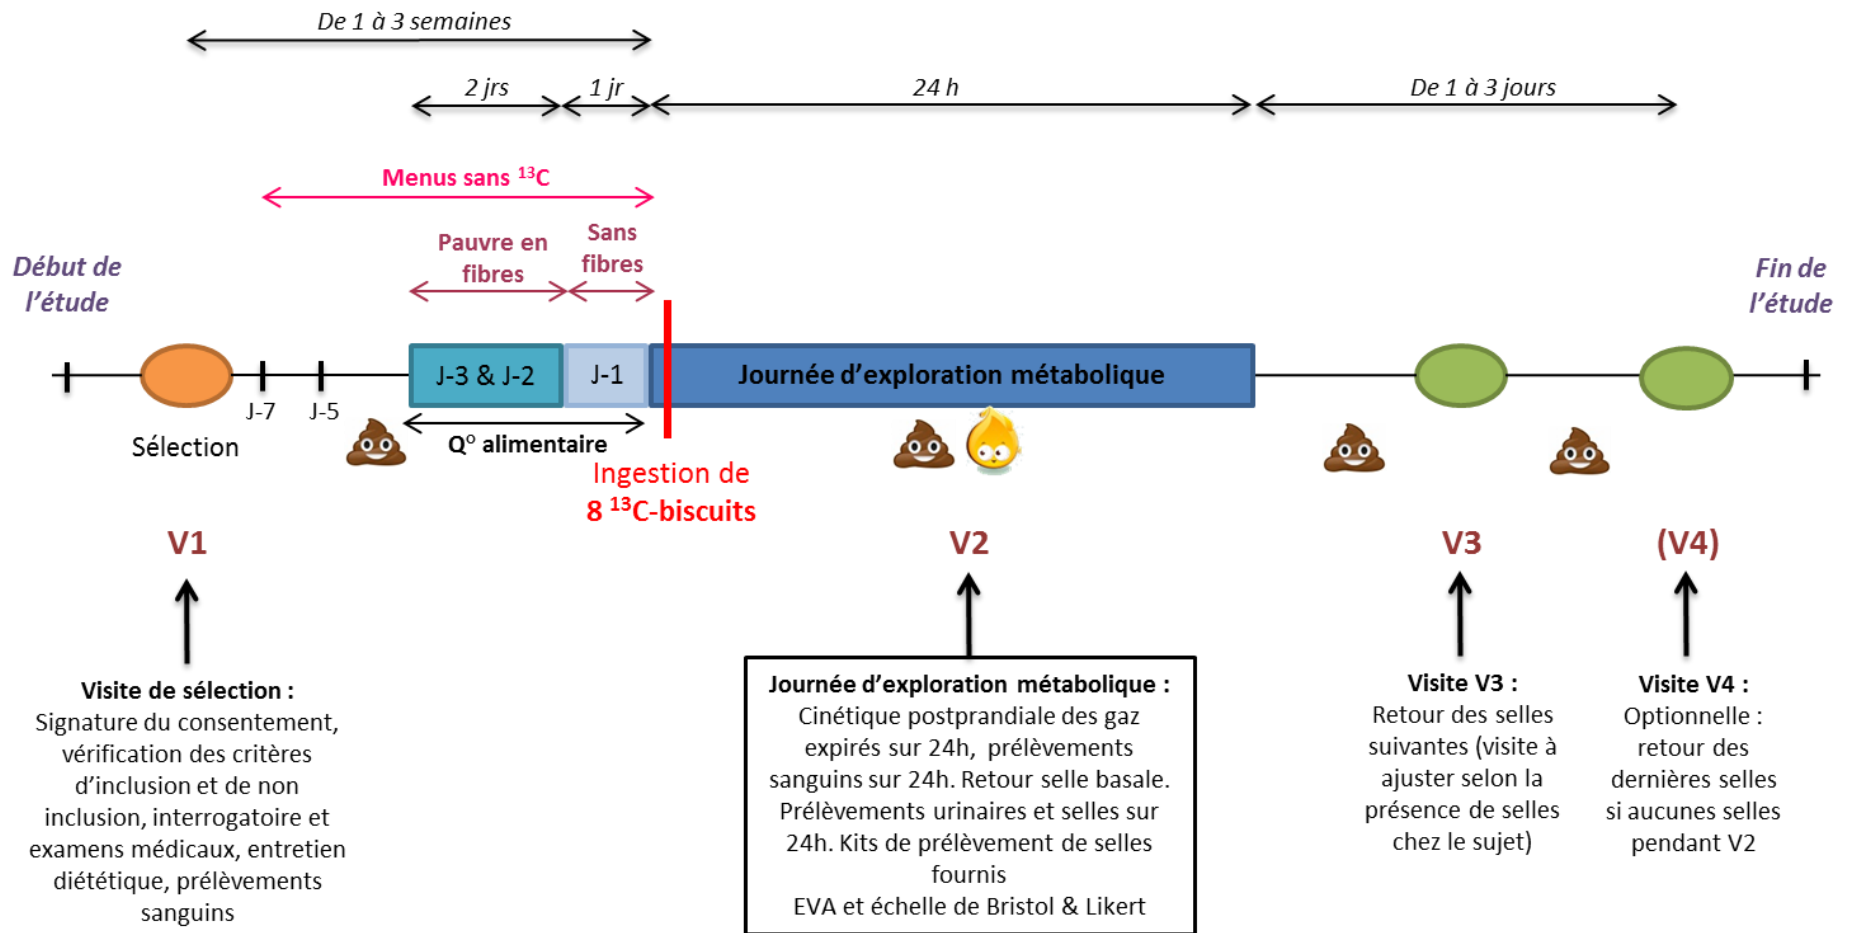 De 1 à 3 semaines
2 jrs
1 jr
24 h
De 1 à 3 jours
Menus sans ¹³C
Pauvre en
fibres
Sans
fibres
Début de
l’étude
Fin de
l’étude
J-3 & J-2
J-1
Journée d’exploration métabolique
J-7
J-5
Sélection
Q° alimentaire
Ingestion de
8 ¹³C-biscuits
V1
V2
V3
(V4)
Visite de sélection :
Signature du consentement,
vérification des critères
d’inclusion et de non
inclusion, interrogatoire et
examens médicaux, entretien
diététique, prélèvements
sanguins
Journée d’exploration métabolique :
Cinétique postprandiale des gaz
expirés sur 24h, prélèvements
sanguins sur 24h. Retour selle basale.
Prélèvements urinaires et selles sur
24h. Kits de prélèvement de selles
fournis
EVA et échelle de Bristol & Likert
Visite V3 :
Retour des selles
suivantes (visite à
ajuster selon la
présence de selles
chez le sujet)
Visite V4 :
Optionnelle :
retour des
dernières selles
si aucunes selles
pendant V2